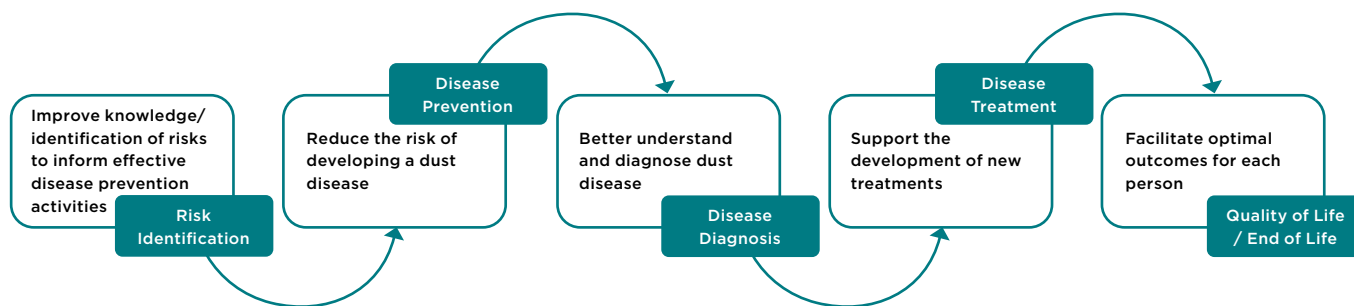 Improve knowledge/
identification of risks
to inform effective
disease prevention
activities
Risk
Identification
Disease
Prevention
Reduce the risk of
developing a dust
disease
Better understand
and diagnose dust
disease
Disease
Diagnosis
Disease
Treatment
Support the
development of new
treatments
Facilitate optimal
outcomes for each
person
Quality of Life
/ End of Life